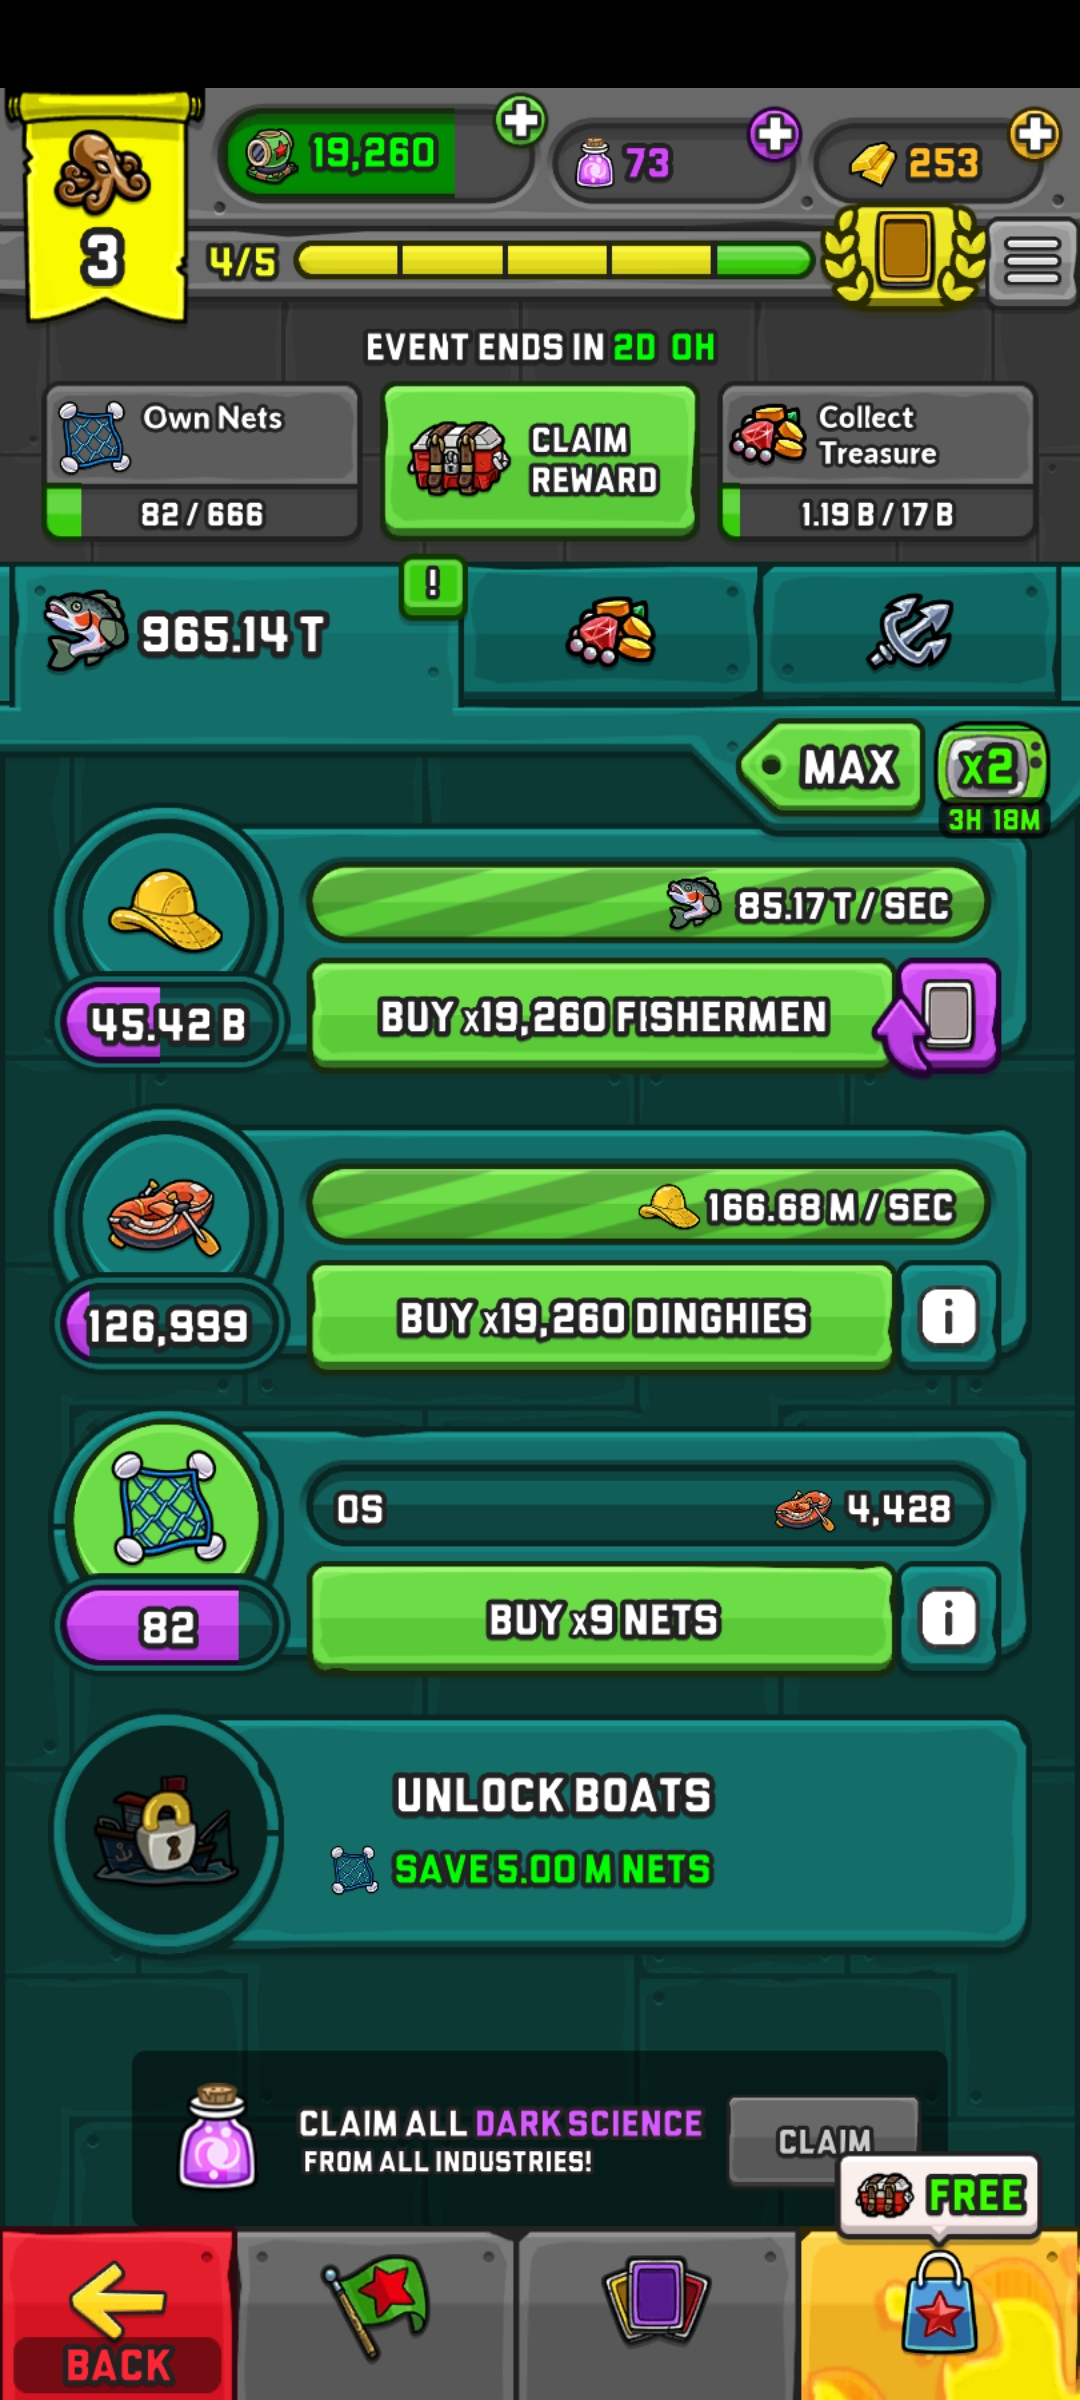 19,260
73
253
3
4/5
EVENT ENDS IN 2D 0H
Own Nets
82 / 666
CLAIM
REWARD
Collect
Treasure
1.19 B / 17 B
965.14 T
!
MAX
x2
3H 18M
85.17 T / SEC
45.42 B
BUY x19,260 FISHERMEN
166.68 M / SEC
126,999
BUY x19,260 DINGHIES
i
0S
4,428
82
BUY x9 NETS
i
UNLOCK BOATS
SAVE 5.00 M NETS
CLAIM ALL DARK SCIENCE
FROM ALL INDUSTRIES!
CLAIM
FREE
BACK